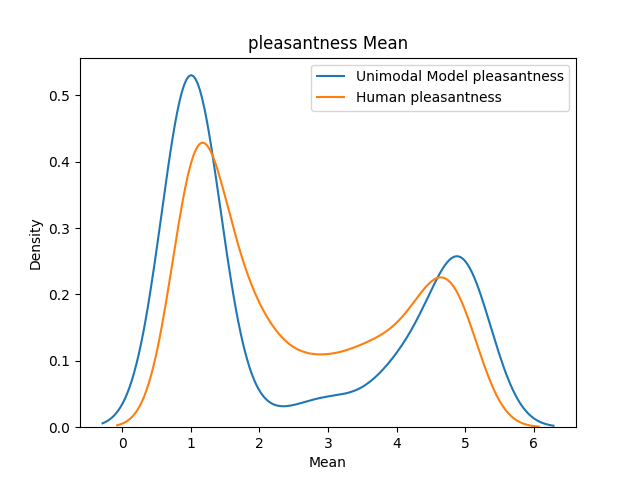 pleasantness Mean
Unimodal Model pleasantness
Human pleasantness
Density
0.5
0.4
0.3
0.2
0.1
0.0
0 1 2 3 4 5 6
Mean